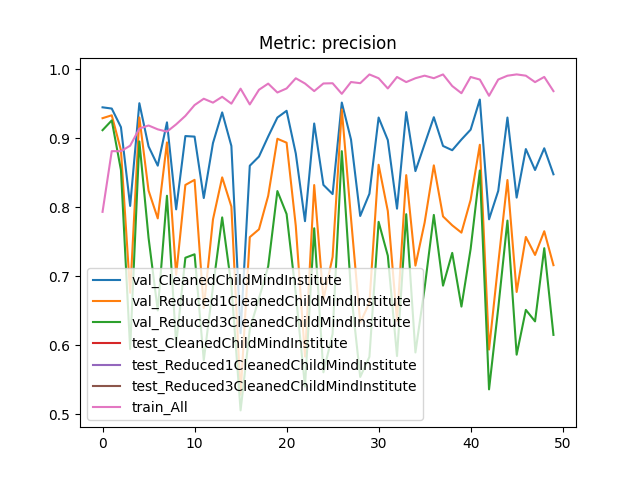 Metric: precision
1.0
0.9
0.8
0.7
0.6
0.5
val_CleanedChildMindInstitute
val_Reduced1CleanedChildMindInstitute
val_Reduced3CleanedChildMindInstitute
test_CleanedChildMindInstitute
test_Reduced1CleanedChildMindInstitute
test_Reduced3CleanedChildMindInstitute
train_All
0 10 20 30 40 50